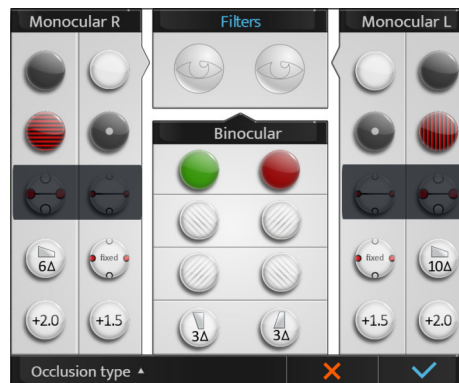 Monocular R
Filters
Monocular L
Binocular
6Δ
fixed
fixed
10Δ
3Δ
3Δ
+2.0
+1.5
+1.5
+2.0
Occlusion type